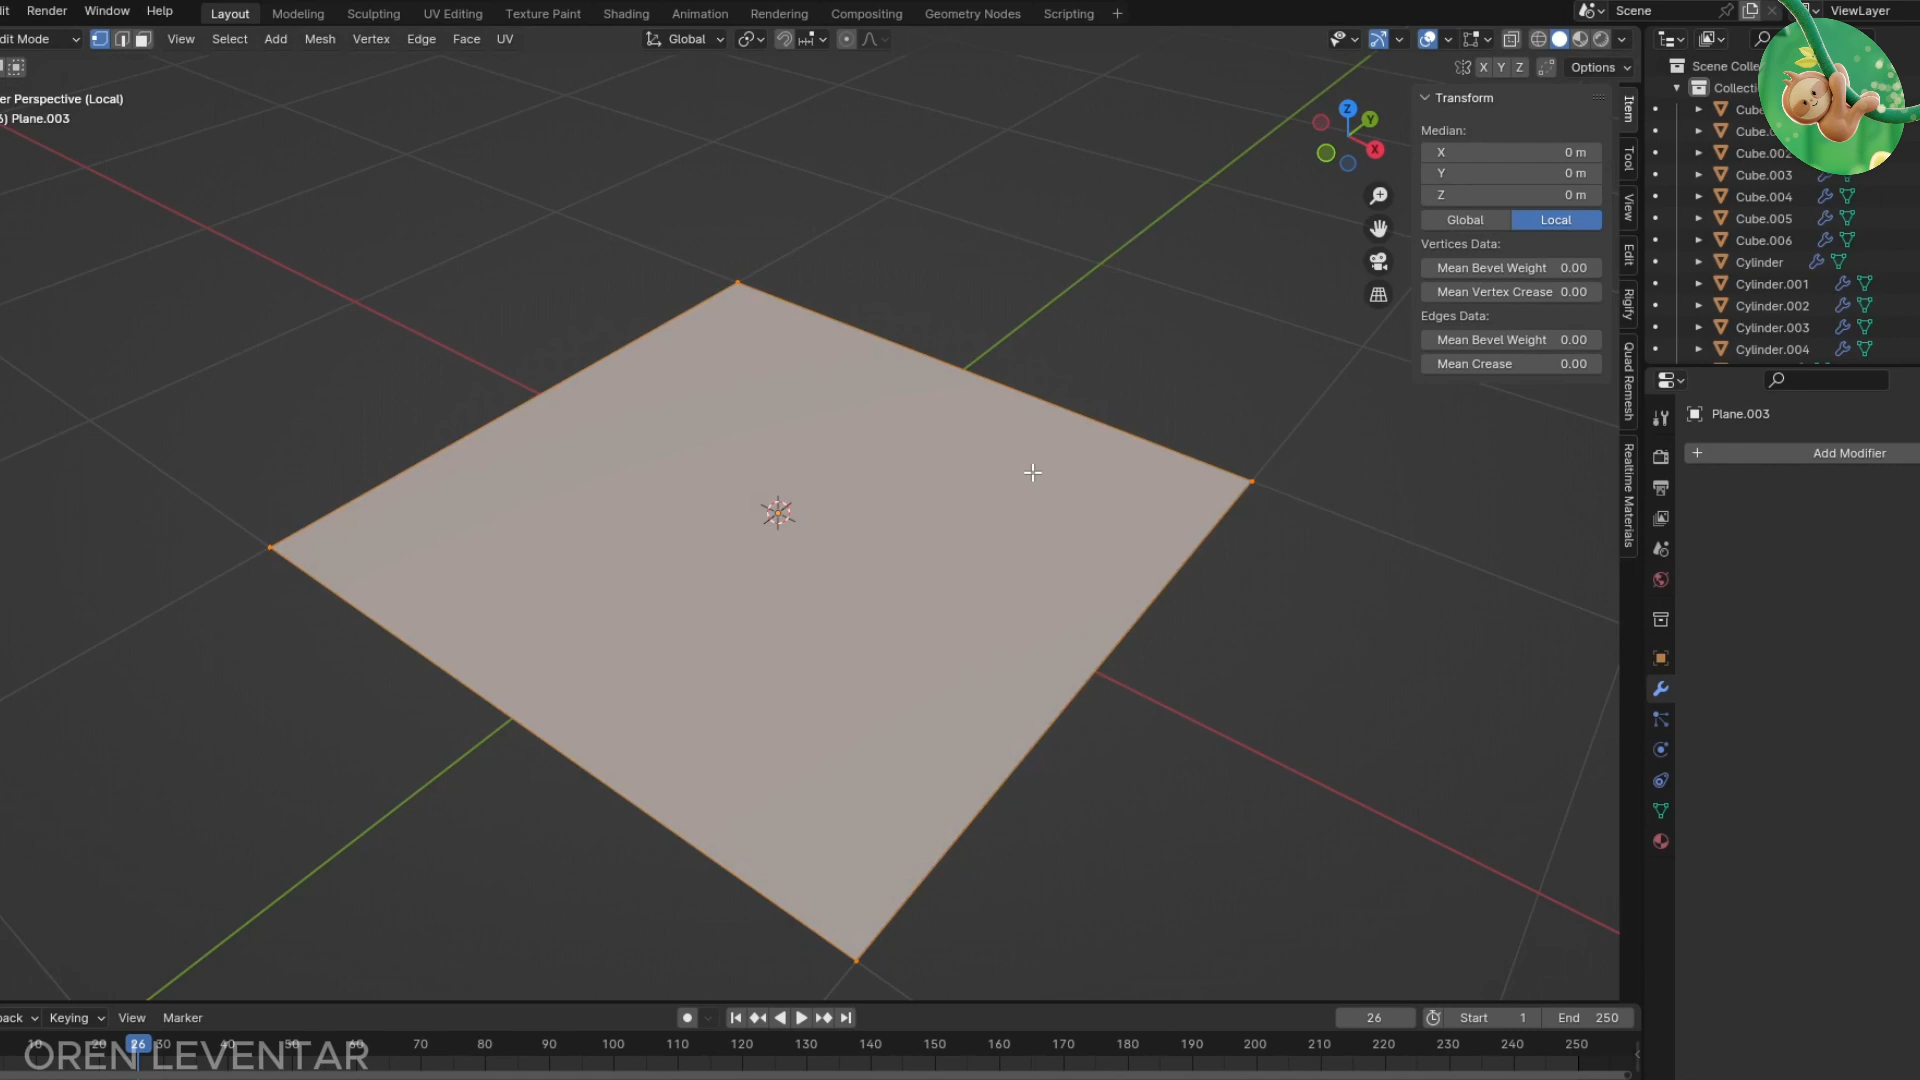 Render Window Help Layout Modeling Sculpting UV Editing Texture Paint Shading Animation Rendering Compositing Geometry Nodes Scripting + Scene ViewLayer
dit Mode View Select Add Mesh Vertex Edge Face UV Global
X Y Z Options
er Perspective (Local)
Plane.003
Z Y X
Transform
Median:
X 0 m
Y 0 m
Z 0 m
Global Local
Vertices Data:
Mean Bevel Weight 0.00
Mean Vertex Crease 0.00
Edges Data:
Mean Bevel Weight 0.00
Mean Crease 0.00
Item
Tool
View
Edit
Rigify
Quad Remesh
Realtime Materials
Scene Colle
Collecti
Cube
Cube.
Cube.002
Cube.003
Cube.004
Cube.005
Cube.006
Cylinder
Cylinder.001
Cylinder.002
Cylinder.003
Cylinder.004
Plane.003
+ Add Modifier
back Keying View Marker 26 Start 1 End 250
10 20 26 30 40 50 60 70 80 90 100 110 120 130 140 150 160 170 180 190 200 210 220 230 240 250
OREN LEVENTAR